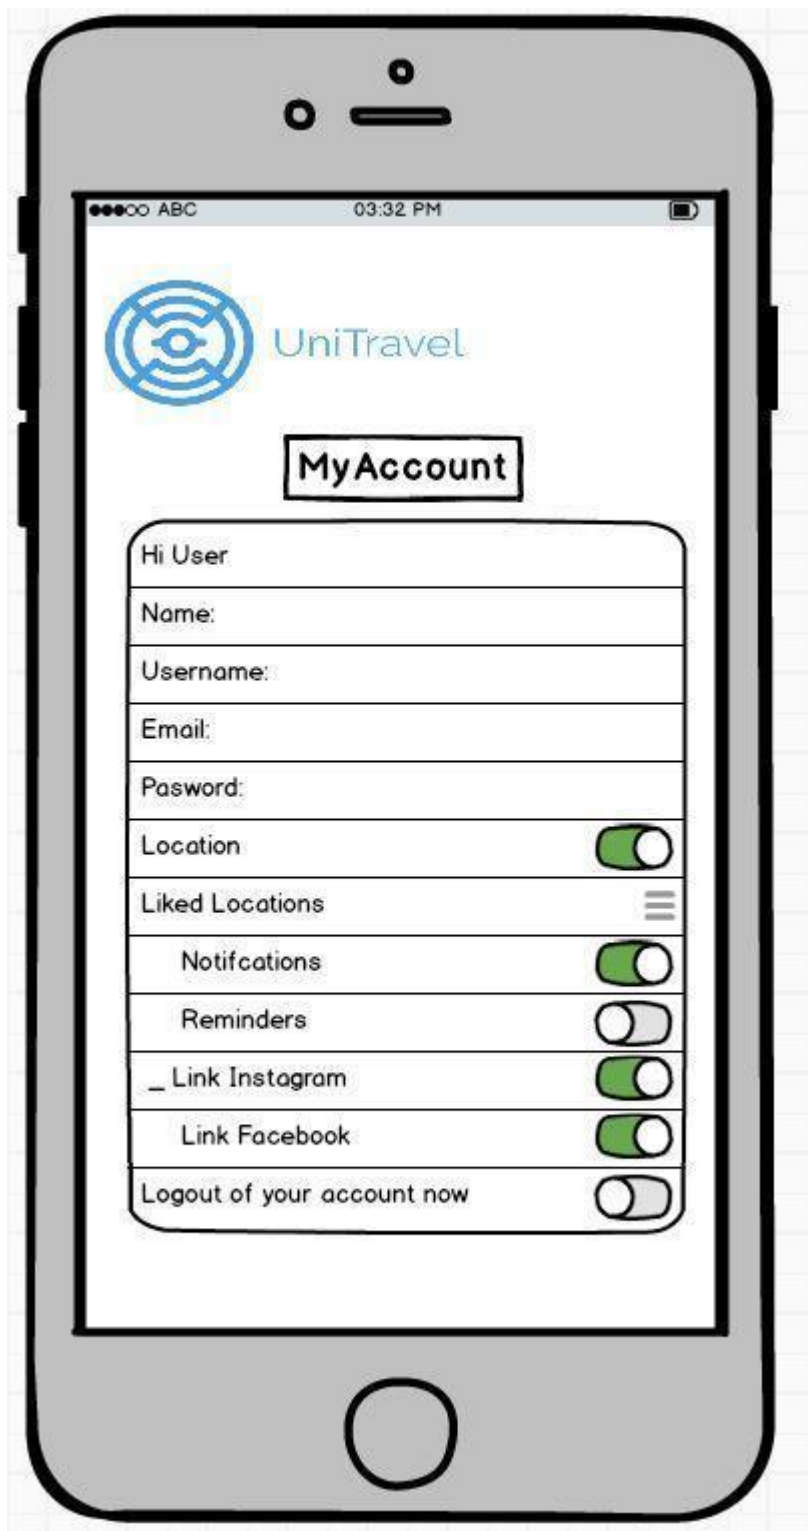 ABC 03:32 PM
UniTravel
MyAccount
Hi User
Name:
Username:
Email:
Pasword:
Location
Liked Locations
Notifcations
Reminders
_ Link Instagram
Link Facebook
Logout of your account now